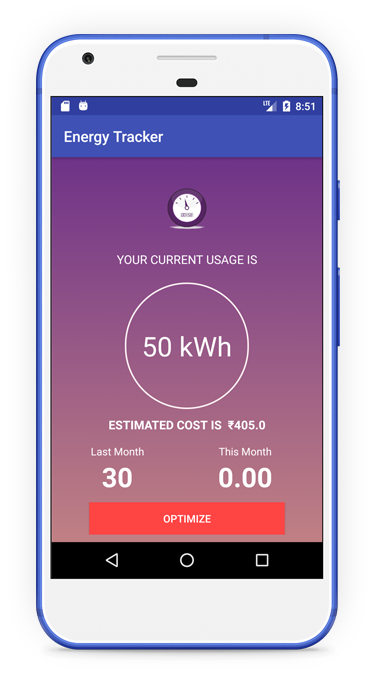 LTE 8:51
Energy Tracker
YOUR CURRENT USAGE IS
50 kWh
ESTIMATED COST IS ₹405.0
Last Month This Month
30 0.00
OPTIMIZE